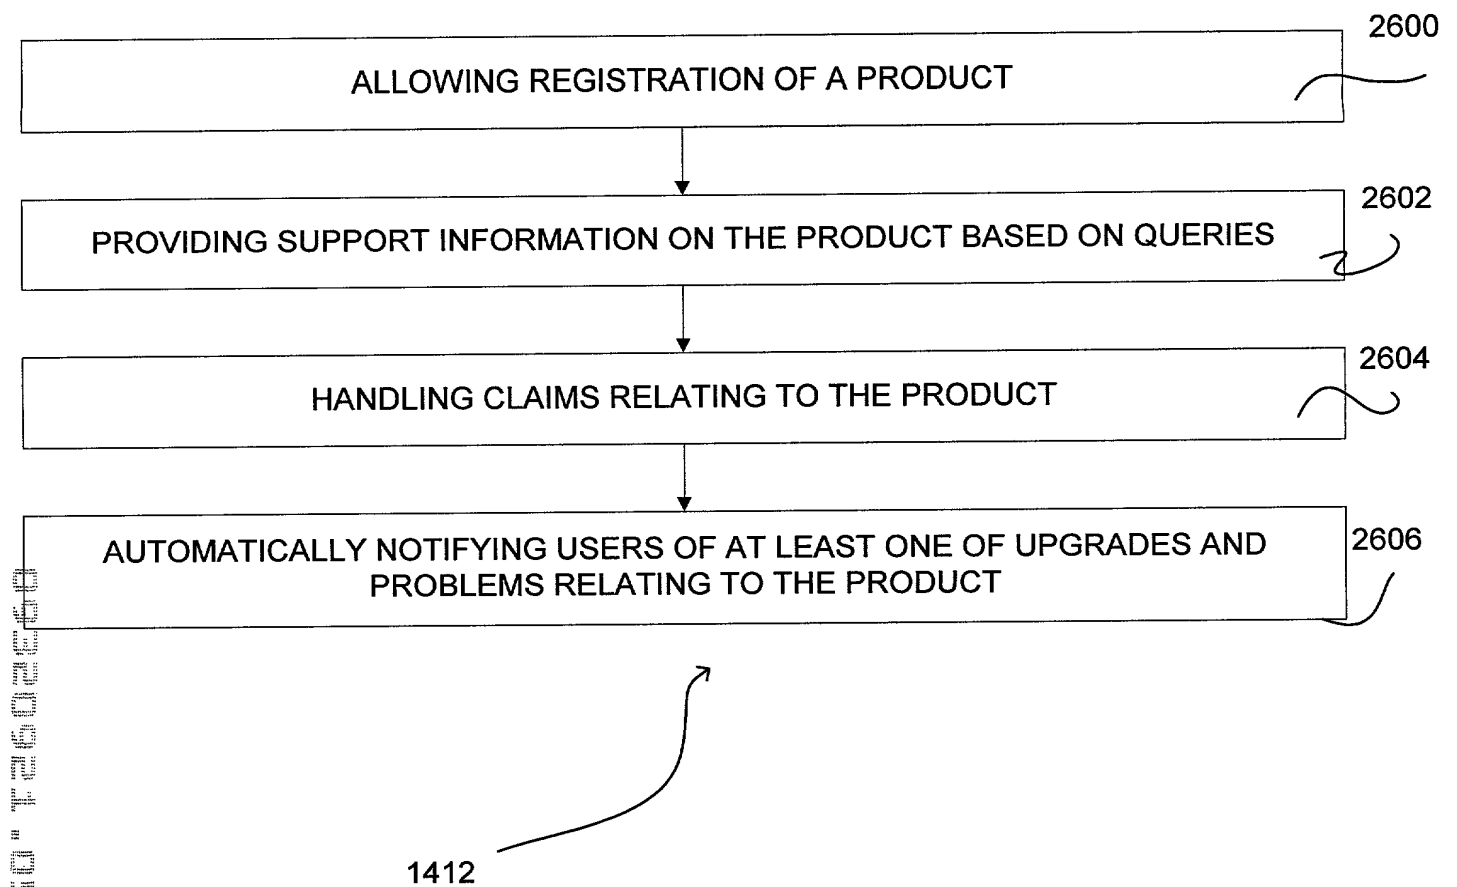 2600
ALLOWING REGISTRATION OF A PRODUCT
2602
PROVIDING SUPPORT INFORMATION ON THE PRODUCT BASED ON QUERIES
2604
HANDLING CLAIMS RELATING TO THE PRODUCT
2606
AUTOMATICALLY NOTIFYING USERS OF AT LEAST ONE OF UPGRADES AND
PROBLEMS RELATING TO THE PRODUCT
1412